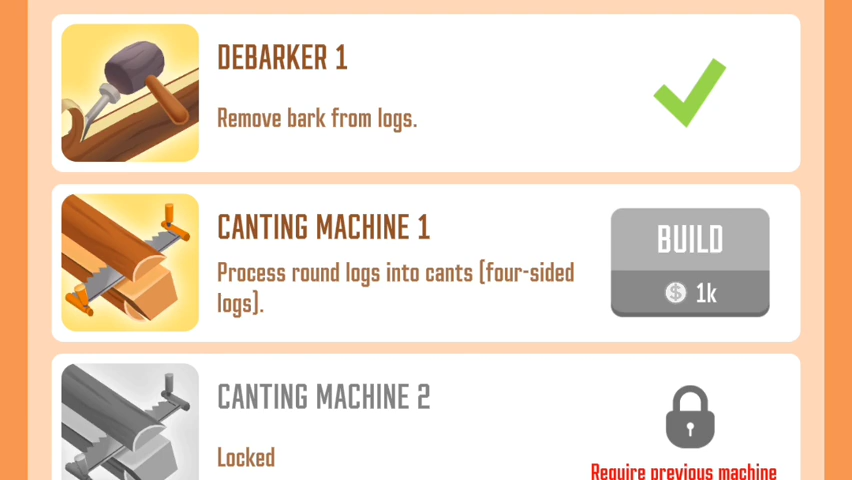 DEBARKER 1
Remove bark from logs.
CANTING MACHINE 1
Process round logs into cants (four-sided
logs).
BUILD
$ 1k
CANTING MACHINE 2
Locked
Require previous machine